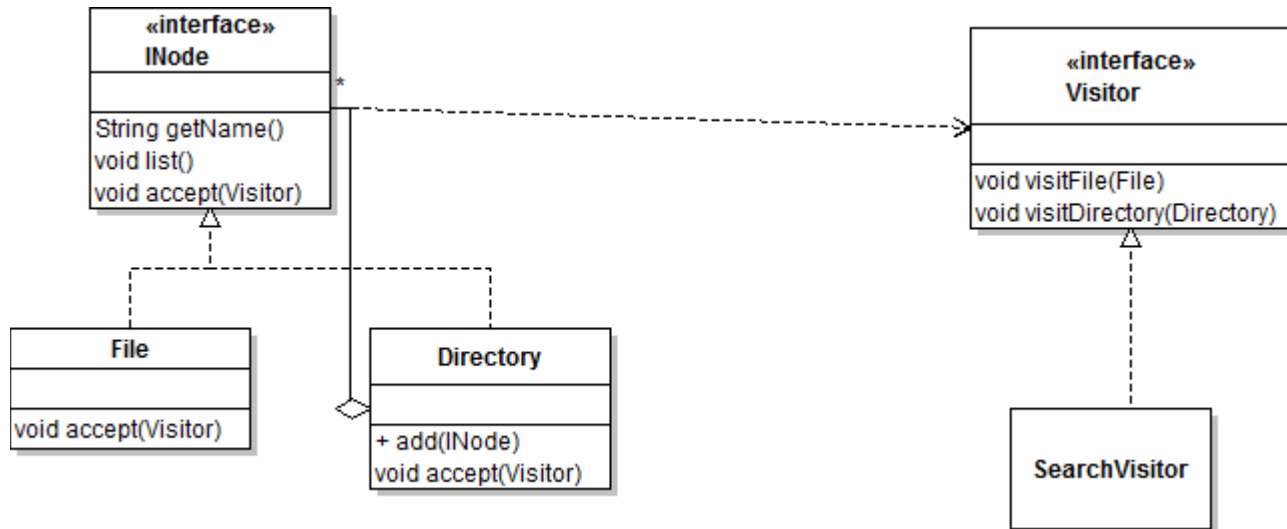 «interface»
INode
*
String getName()
void list()
void accept(Visitor)
«interface»
Visitor
void visitFile(File)
void visitDirectory(Directory)
File
void accept(Visitor)
Directory
+ add(INode)
void accept(Visitor)
SearchVisitor